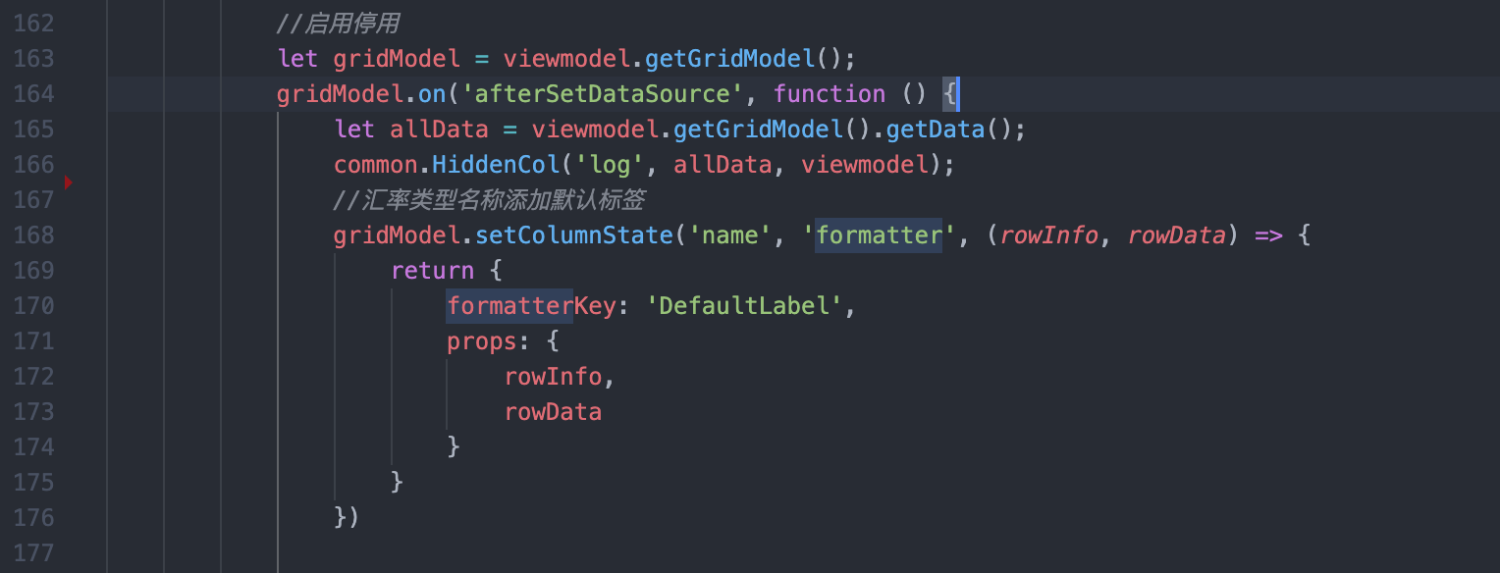 162 //启用停用
163 let gridModel = viewmodel.getGridModel();
164 gridModel.on('afterSetDataSource', function () {
165 let allData = viewmodel.getGridModel().getData();
166 common.HiddenCol('log', allData, viewmodel);
167 //汇率类型名称添加默认标签
168 gridModel.setColumnState('name', 'formatter', (rowInfo, rowData) => {
169 return {
170 formatterKey: 'DefaultLabel',
171 props: {
172 rowInfo,
173 rowData
174 }
175 }
176 })
177